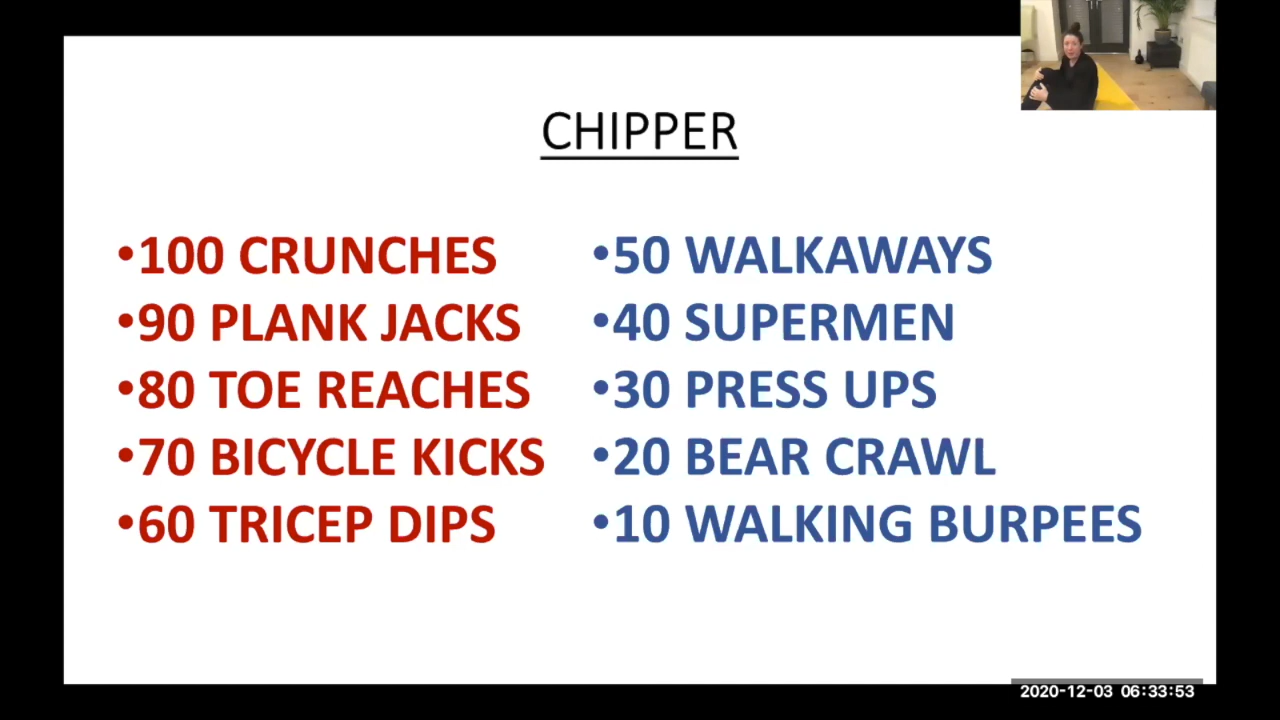 CHIPPER
•100 CRUNCHES
•90 PLANK JACKS
•80 TOE REACHES
•70 BICYCLE KICKS
•60 TRICEP DIPS
•50 WALKAWAYS
•40 SUPERMEN
•30 PRESS UPS
•20 BEAR CRAWL
•10 WALKING BURPEES
2020-12-03 06:33:53